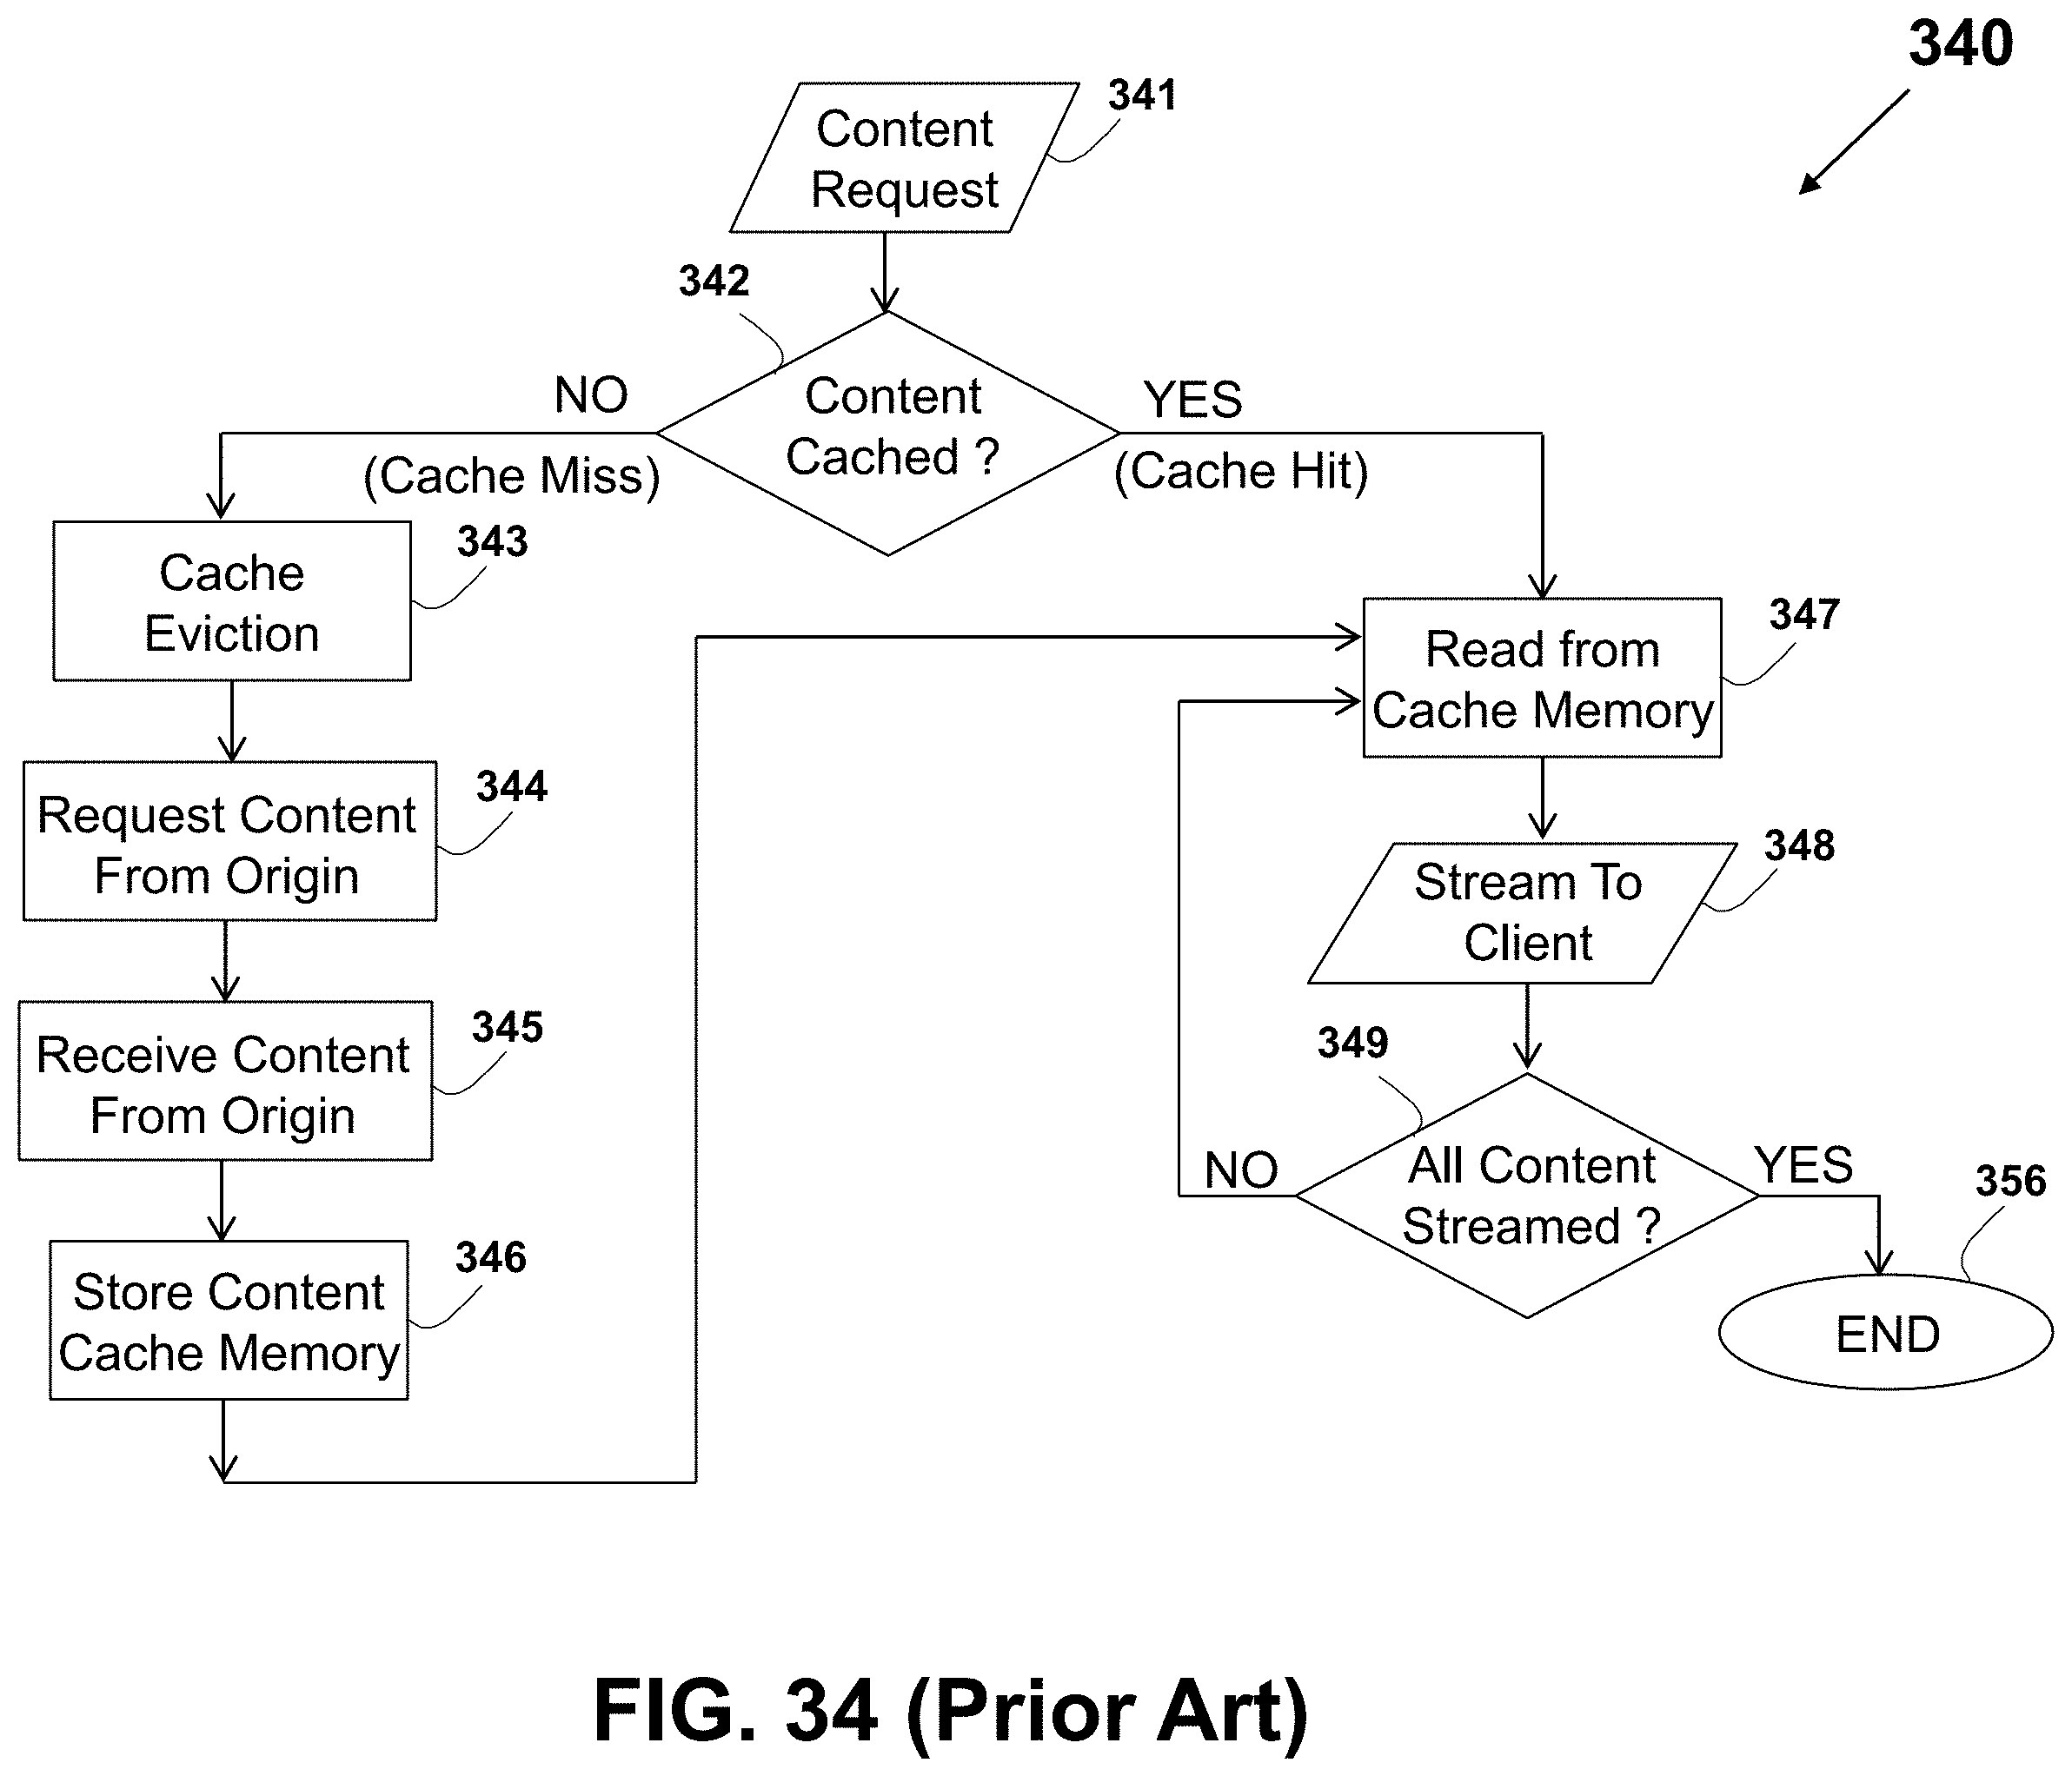 340
Content
Request
341
342
Content
Cached ?
NO
(Cache Miss)
YES
(Cache Hit)
Cache
Eviction
343
Request Content
From Origin
344
Receive Content
From Origin
345
Store Content
Cache Memory
346
Read from
Cache Memory
347
Stream To
Client
348
349
All Content
Streamed ?
NO
YES
356
END
FIG. 34 (Prior Art)